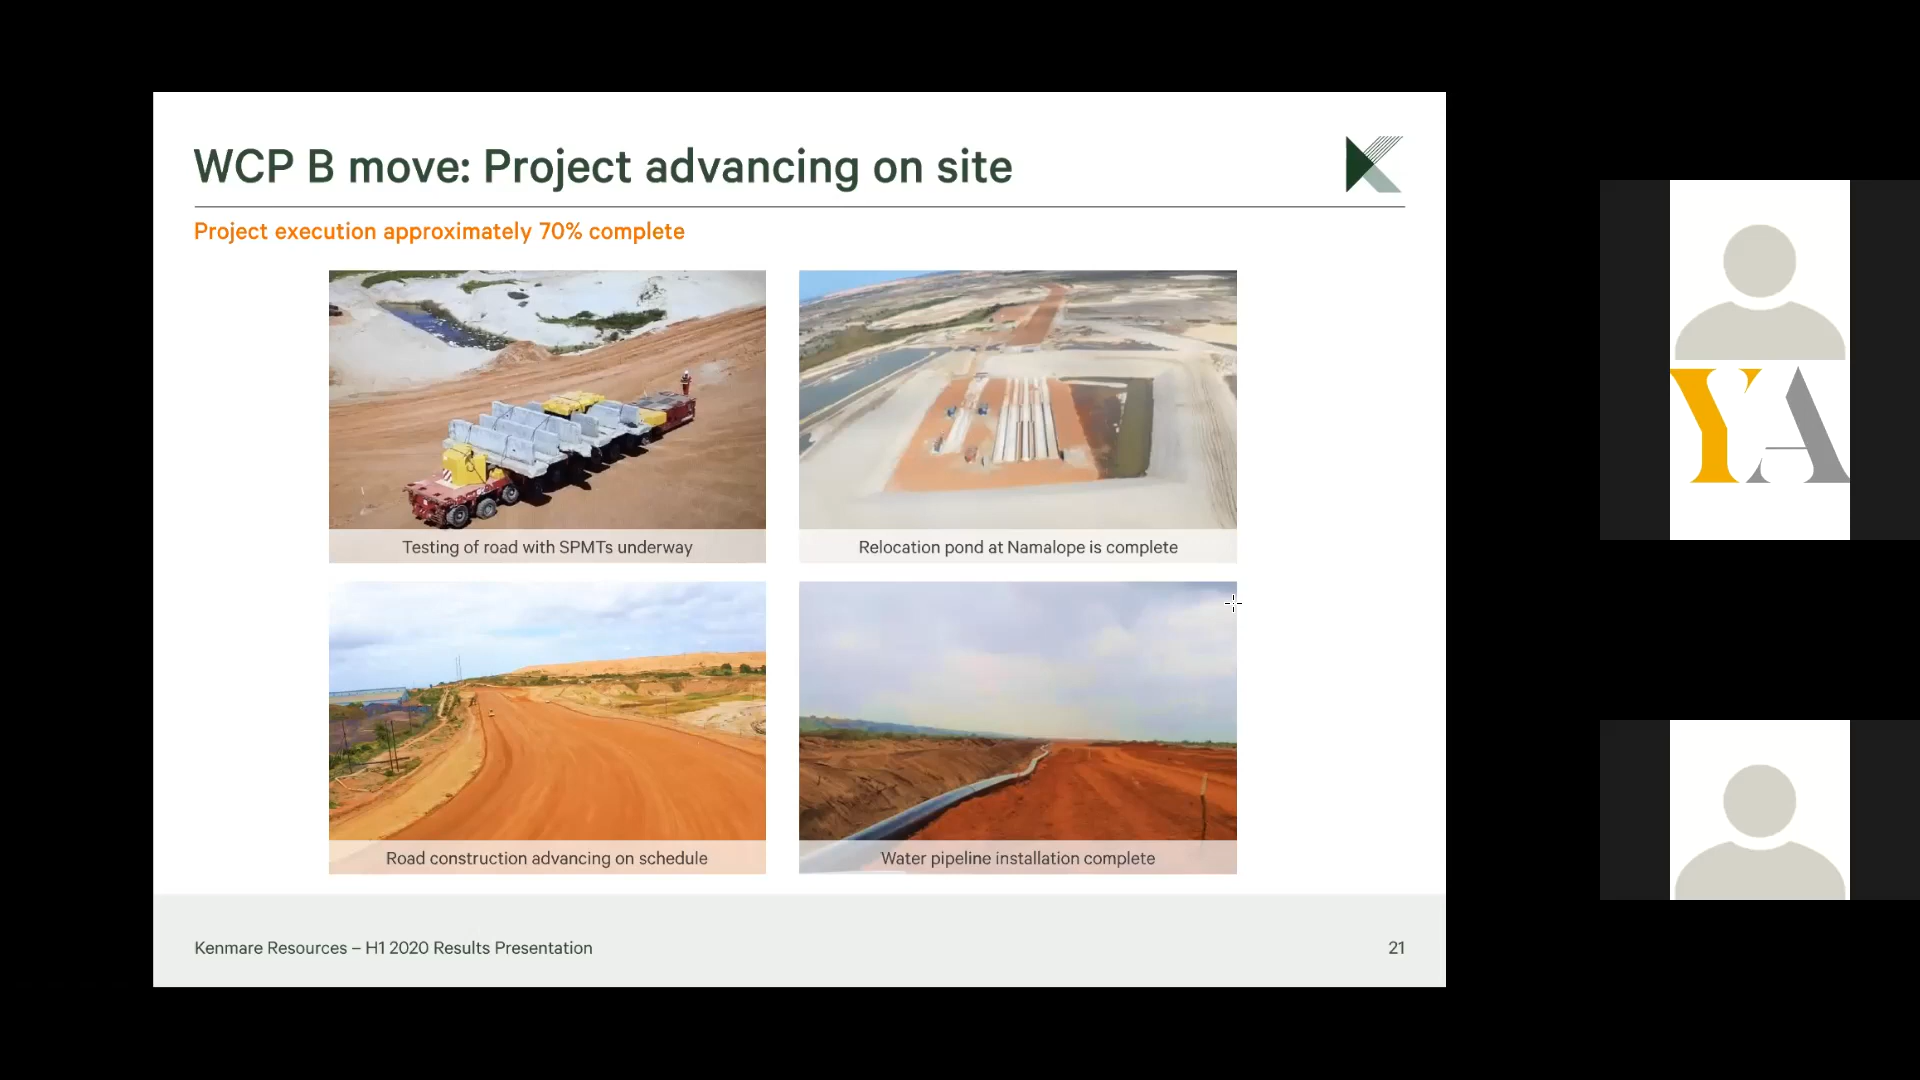 WCP B move: Project advancing on site
Project execution approximately 70% complete
Testing of road with SPMTs underway
Relocation pond at Namalope is complete
Road construction advancing on schedule
Water pipeline installation complete
Kenmare Resources – H1 2020 Results Presentation
21
YA